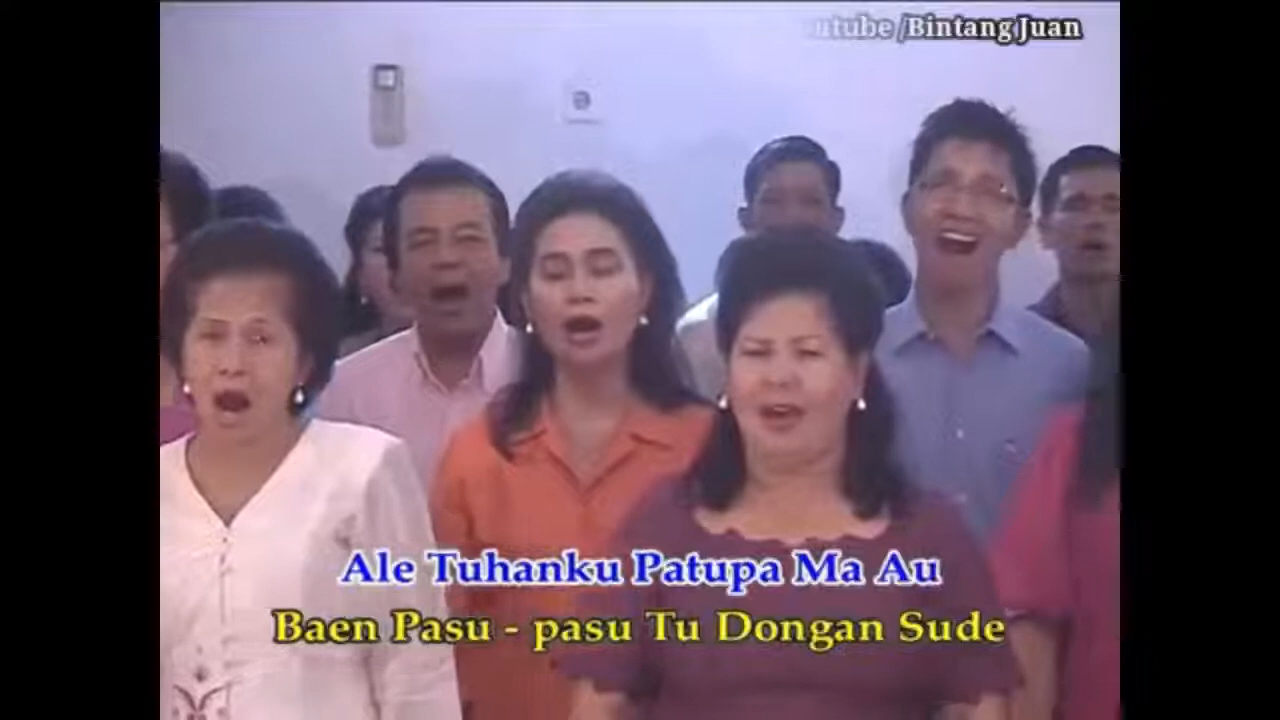 utube /Bintang Juan
Ale Tuhanku Patupa Ma Au
Baen Pasu - pasu Tu Dongan Sude